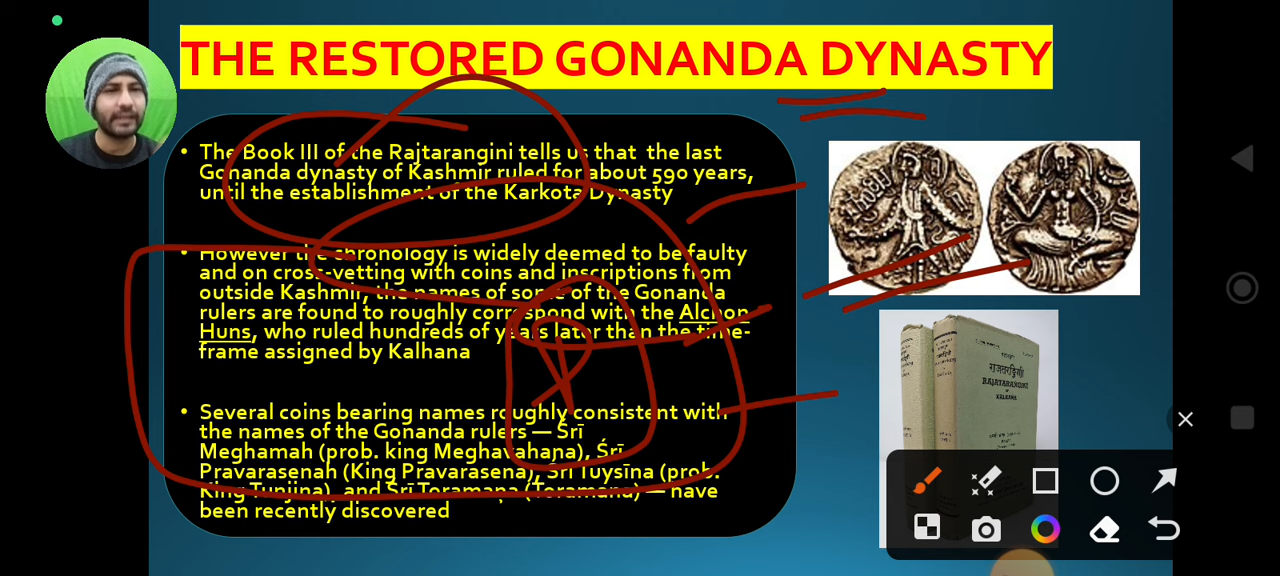 THE RESTORED GONANDA DYNASTY
• The Book III of the Rajtarangini tells us that the last
Gonanda dynasty of Kashmir ruled for about 590 years,
until the establishment of the Karkota Dynasty
• However the chronology is widely deemed to be faulty
and on cross-vetting with coins and inscriptions from
outside Kashmir, the names of some of the Gonanda
rulers are found to roughly correspond with the Alchon
Huns, who ruled hundreds of years later than the time-
frame assigned by Kalhana
• Several coins bearing names roughly consistent with
the names of the Gonanda rulers — Śrī
Meghamah (prob. king Meghavahana), Śrī
Pravarasenaḥ (King Pravarasena), Śrī Tuysīna (prob.
King Tunjina), and Śrī Toramaṇa (Toramana) — have
been recently discovered
राजतरङ्गिणी
RAJATARANGINI
OF
KALHANA